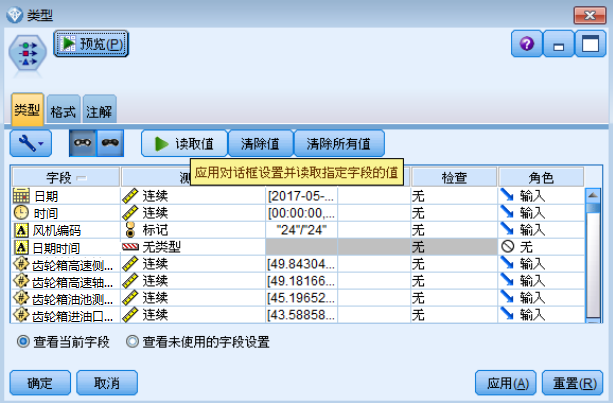 类型
预览(P)
类型 格式 注解
读取值 清除值 清除所有值
应用对话框设置并读取指定字段的值
字段 测 检查 角色
日期 连续 [2017-05-... 无 输入
时间 连续 [00:00:00,... 无 输入
A 风机编码 标记 "24"/"24" 无 输入
A 日期时间 无类型 无 无
齿轮箱高速侧... 连续 [49.84304... 无 输入
齿轮箱高速轴... 连续 [49.18166... 无 输入
齿轮箱油池测... 连续 [45.19652... 无 输入
齿轮箱进油口... 连续 [43.58858... 无 输入
查看当前字段 查看未使用的字段设置
确定 取消 应用(A) 重置(R)